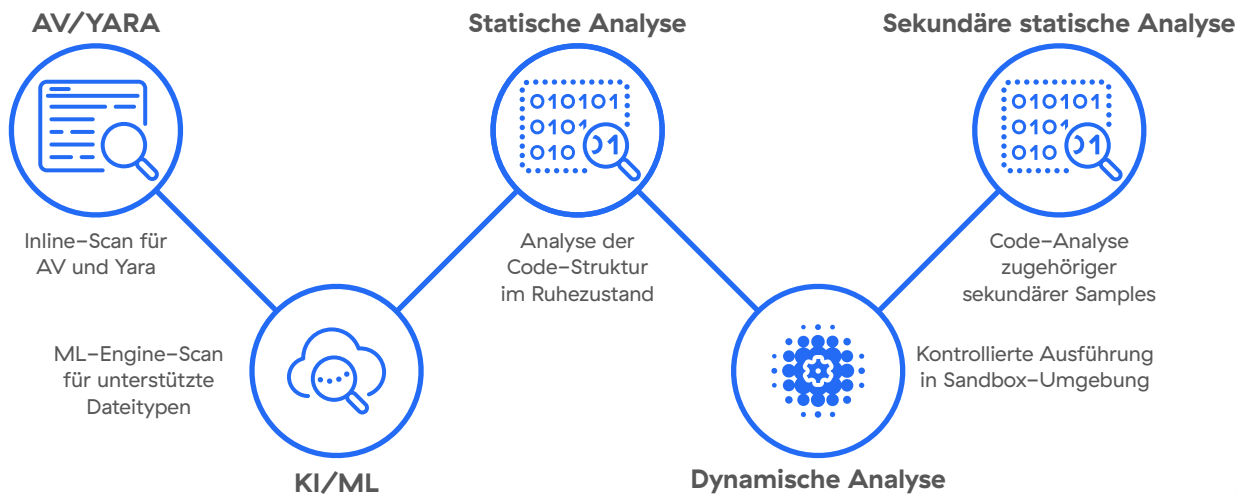 AV/YARA
Inline-Scan für
AV und Yara
ML-Engine-Scan
für unterstützte
Dateitypen
KI/ML
Statische Analyse
010101
0101
010
01
Analyse der
Code-Struktur
im Ruhezustand
Dynamische Analyse
Kontrollierte Ausführung
in Sandbox-Umgebung
Sekundäre statische Analyse
010101
0101
010
01
Code-Analyse
zugehöriger
sekundärer Samples